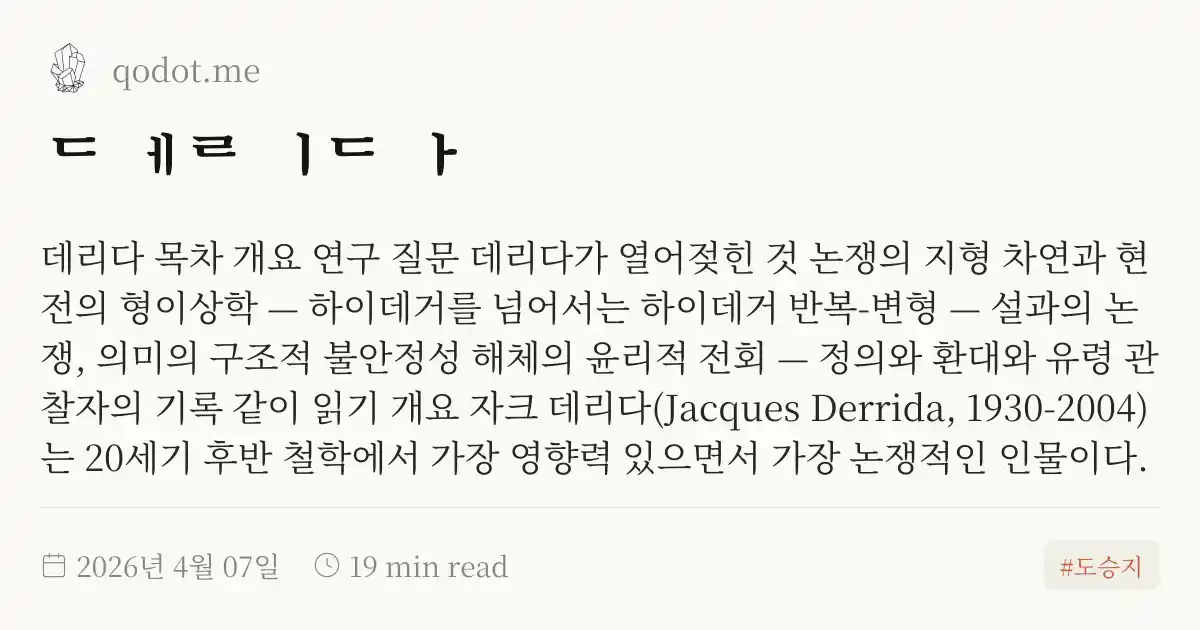 qodot.me
ㄷ ㅔㄹ ㅣㄷ ㅏ
데리다 목차 개요 연구 질문 데리다가 열어젖힌 것 논쟁의 지형 차연과 현
전의 형이상학 — 하이데거를 넘어서는 하이데거 반복-변형 — 설과의 논
쟁, 의미의 구조적 불안정성 해체의 윤리적 전회 — 정의와 환대와 유령 관
찰자의 기록 같이 읽기 개요 자크 데리다(Jacques Derrida, 1930-2004)
는 20세기 후반 철학에서 가장 영향력 있으면서 가장 논쟁적인 인물이다.
2026년 4월 07일 19 min read
#도승지